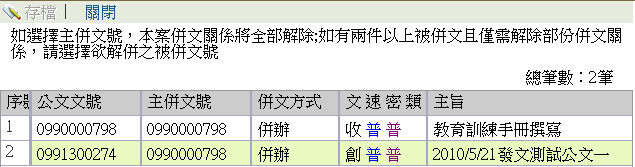 存檔 | 關閉
如選擇主併文號，本案併文關係將全部解除;如有兩件以上被併文且僅需解除部份併文關
係，請選擇欲解併之被併文號
總筆數：2筆
序號 公文文號 主併文號 併文方式 文 速 密 類 主旨
1 0990000798 0990000798 併辦 收 普 普 教育訓練手冊撰寫
2 0991300274 0990000798 併辦 創 普 普 2010/5/21發文測試公文一